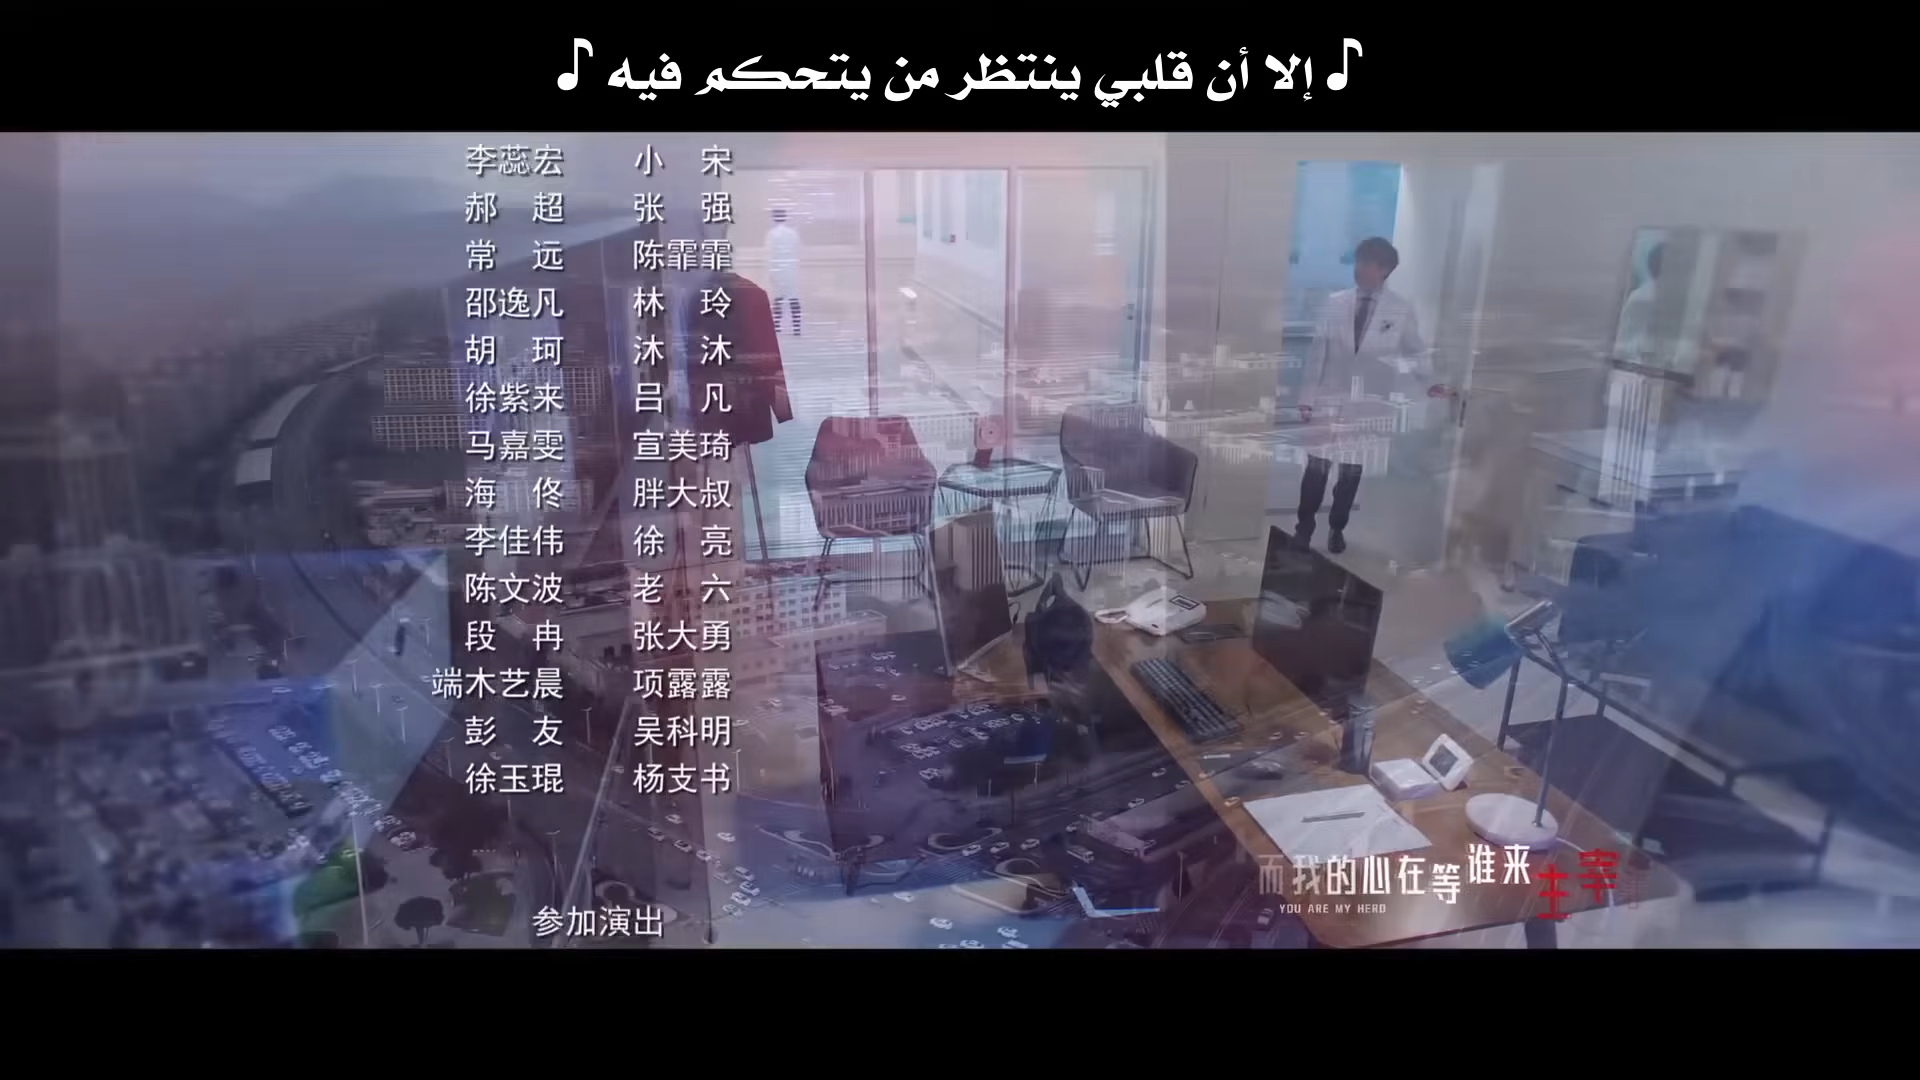 ♪ إلا أن قلبي ينتظر من يتحكم فيه ♪
李蕊宏 小 宋
郝 超 张 强
常 远 陈霏霏
邵逸凡 林 玲
胡 珂 沐 沐
徐紫来 吕 凡
马嘉雯 宣美琦
海 佟 胖大叔
李佳伟 徐 亮
陈文波 老 六
段 冉 张大勇
端木艺晨 项露露
彭 友 吴科明
徐玉琨 杨支书
参加演出
而我的心在等谁来主宰
YOU ARE MY HERO